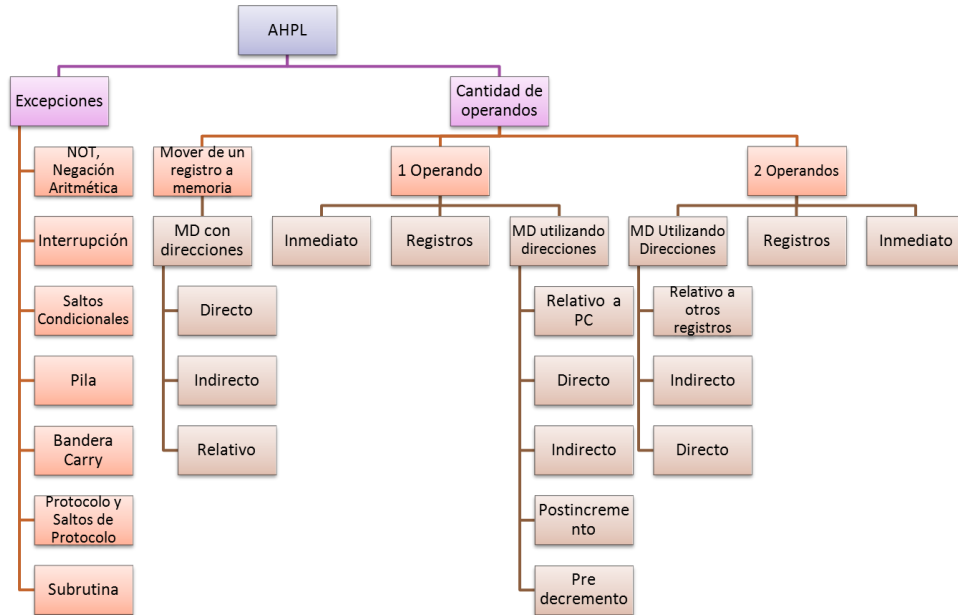 AHPL
Excepciones
Cantidad de
operandos
NOT,
Negación
Aritmética
Interrupción
Saltos
Condicionales
Pila
Bandera
Carry
Protocolo y
Saltos de
Protocolo
Subrutina
Mover de un
registro a
memoria
MD con
direcciones
Directo
Indirecto
Relativo
1 Operando
Inmediato
Registros
MD utilizando
direcciones
Relativo a
PC
Directo
Indirecto
Postincreme
nto
Pre
decremento
2 Operandos
MD Utilizando
Direcciones
Relativo a
otros
registros
Indirecto
Directo
Registros
Inmediato